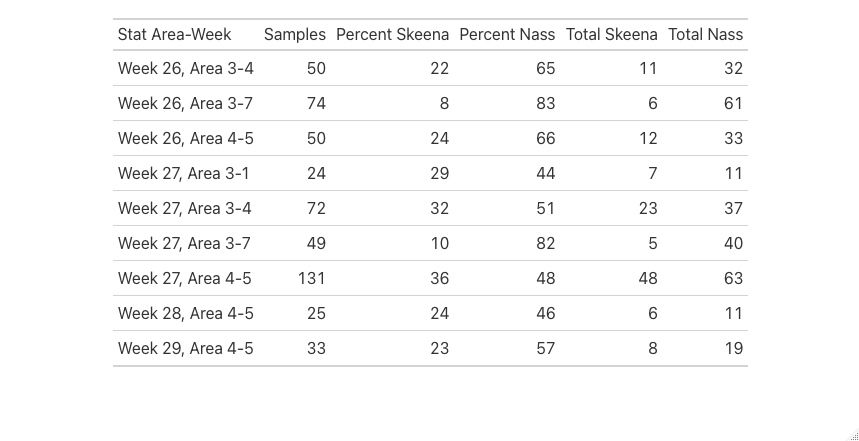 Stat Area-Week Samples Percent Skeena Percent Nass Total Skeena Total Nass
Week 26, Area 3-4 50 22 65 11 32
Week 26, Area 3-7 74 8 83 6 61
Week 26, Area 4-5 50 24 66 12 33
Week 27, Area 3-1 24 29 44 7 11
Week 27, Area 3-4 72 32 51 23 37
Week 27, Area 3-7 49 10 82 5 40
Week 27, Area 4-5 131 36 48 48 63
Week 28, Area 4-5 25 24 46 6 11
Week 29, Area 4-5 33 23 57 8 19